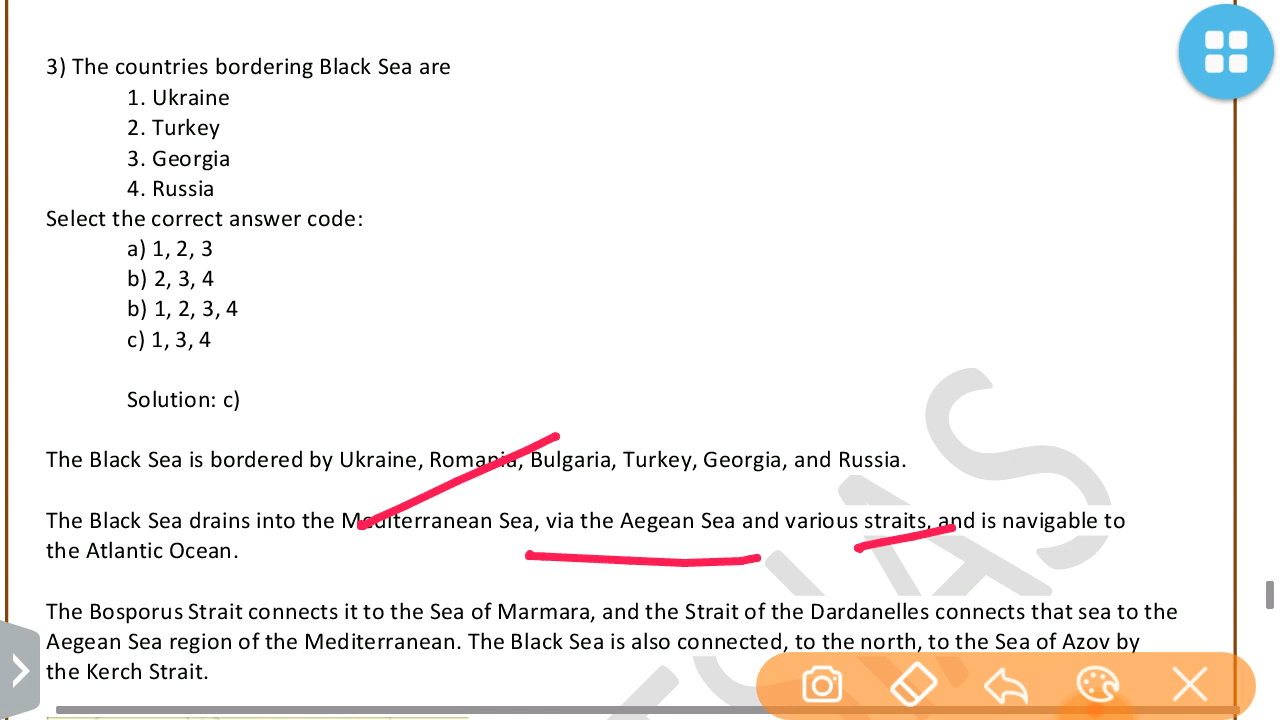 3) The countries bordering Black Sea are
1. Ukraine
2. Turkey
3. Georgia
4. Russia
Select the correct answer code:
a) 1, 2, 3
b) 2, 3, 4
b) 1, 2, 3, 4
c) 1, 3, 4
Solution: c)
The Black Sea is bordered by Ukraine, Romania, Bulgaria, Turkey, Georgia, and Russia.
The Black Sea drains into the Mediterranean Sea, via the Aegean Sea and various straits, and is navigable to
the Atlantic Ocean.
The Bosporus Strait connects it to the Sea of Marmara, and the Strait of the Dardanelles connects that sea to the
Aegean Sea region of the Mediterranean. The Black Sea is also connected, to the north, to the Sea of Azov by
the Kerch Strait.